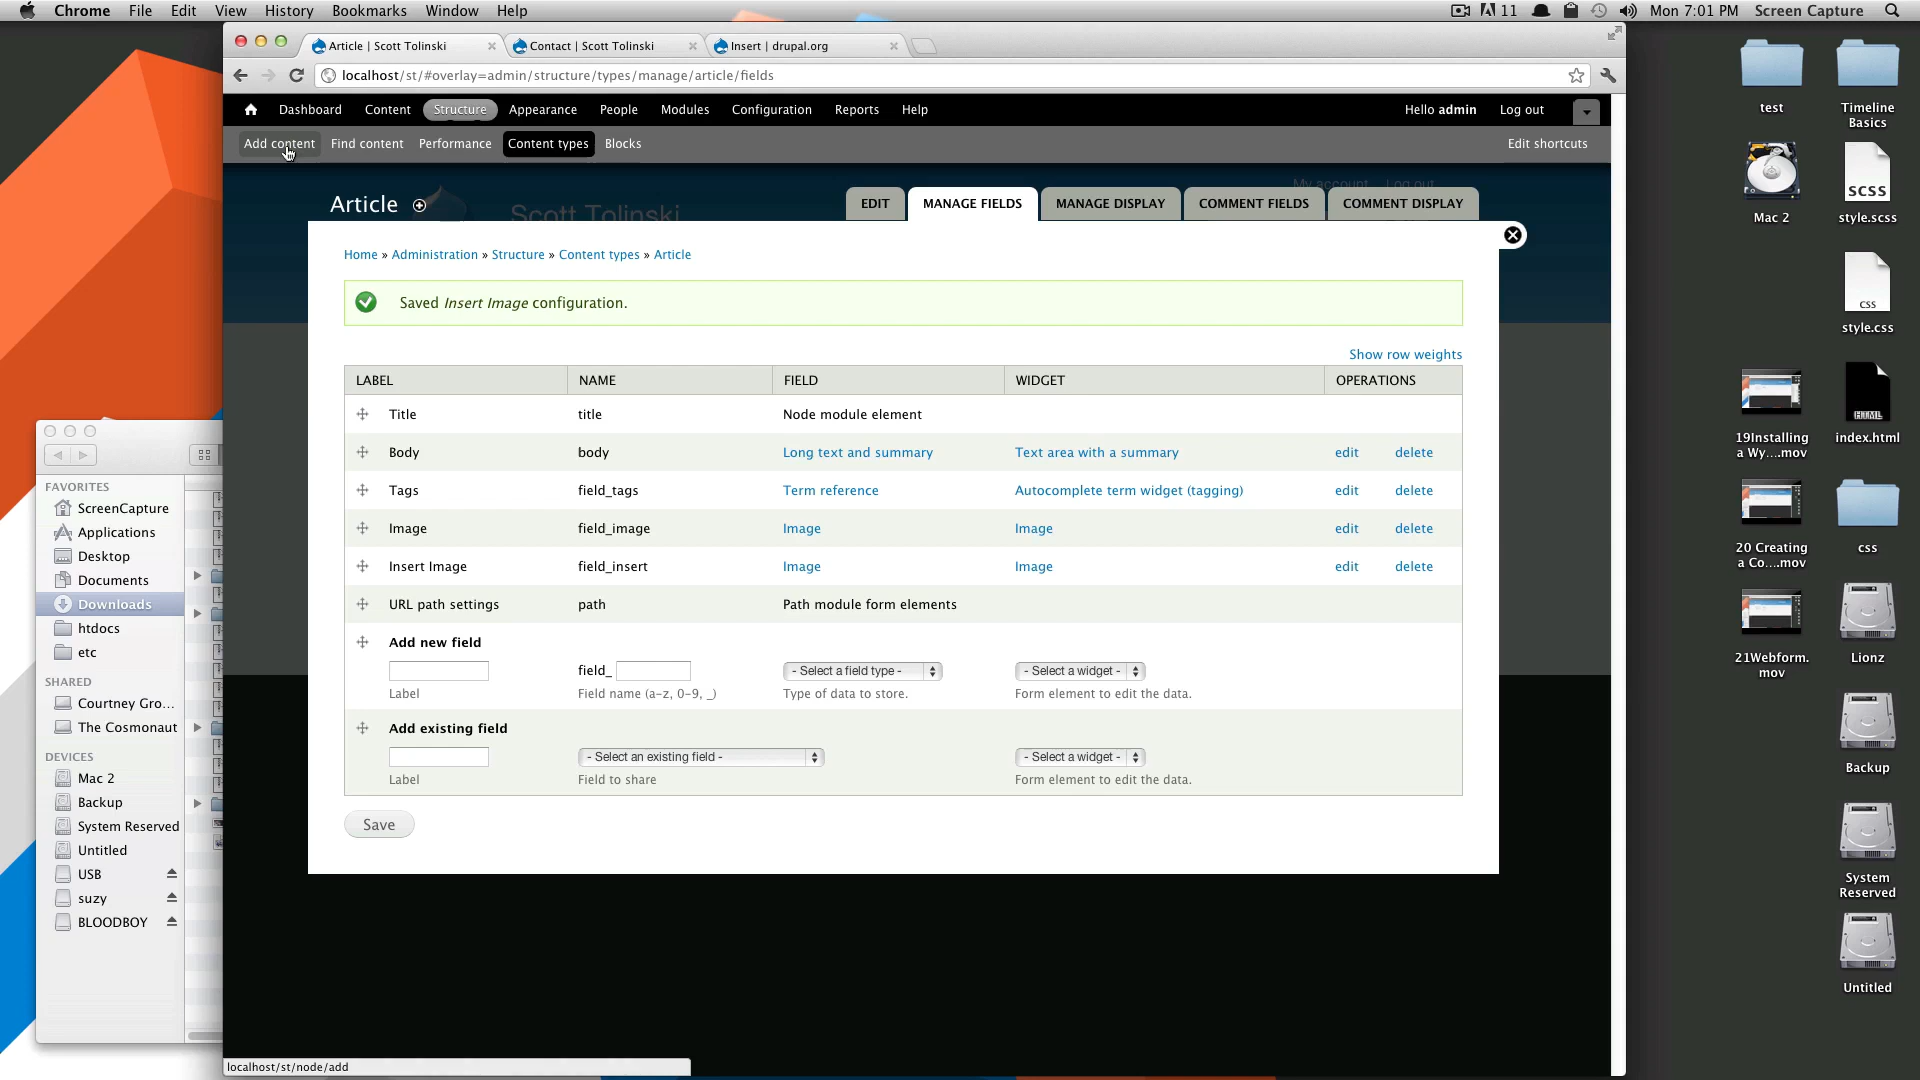 Chrome File Edit View History Bookmarks Window Help
11 Mon 7:01 PM Screen Capture
Article | Scott Tolinski
Contact | Scott Tolinski
Insert | drupal.org
localhost/st/#overlay=admin/structure/types/manage/article/fields
Dashboard Content Structure Appearance People Modules Configuration Reports Help
Hello admin Log out
Add content Find content Performance Content types Blocks
Edit shortcuts
My account Log out
Scott Tolinski
Article
EDIT MANAGE FIELDS MANAGE DISPLAY COMMENT FIELDS COMMENT DISPLAY
Home » Administration » Structure » Content types » Article
Saved Insert Image configuration.
Show row weights
LABEL NAME FIELD WIDGET OPERATIONS
Title title Node module element
Body body Long text and summary Text area with a summary edit delete
Tags field_tags Term reference Autocomplete term widget (tagging) edit delete
Image field_image Image Image edit delete
Insert Image field_insert Image Image edit delete
URL path settings path Path module form elements
Add new field
field_ - Select a field type - - Select a widget -
Label Field name (a-z, 0-9, _) Type of data to store. Form element to edit the data.
Add existing field
- Select an existing field - - Select a widget -
Label Field to share Form element to edit the data.
Save
localhost/st/node/add
FAVORITES
ScreenCapture
Applications
Desktop
Documents
Downloads
htdocs
etc
SHARED
Courtney Gro...
The Cosmonaut
DEVICES
Mac 2
Backup
System Reserved
Untitled
USB
suzy
BLOODBOY
test
Timeline
Basics
Mac 2
SCSS
style.scss
css
style.css
19Installing
a Wy....mov
HTML
index.html
20 Creating
a Co....mov
css
21Webform.
mov
Lionz
Backup
System
Reserved
Untitled